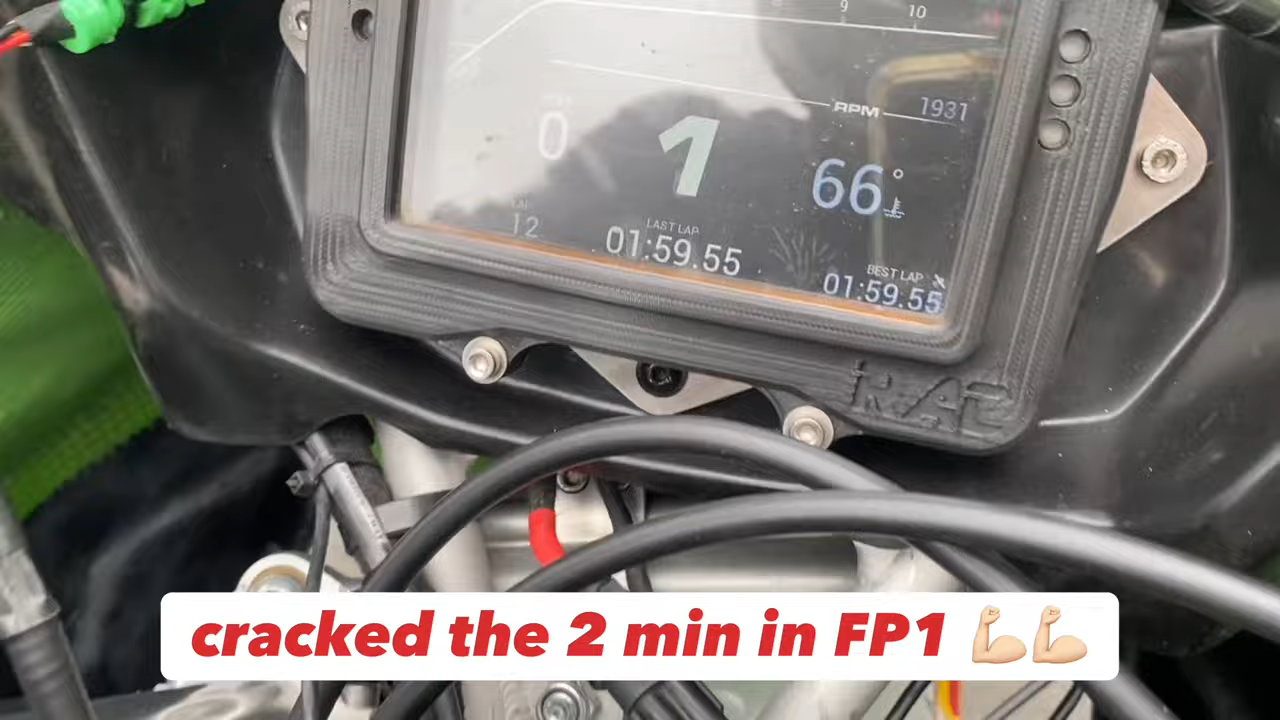 9 10
RPM 1931
0
1
66°
12
LAST LAP
01:59.55
BEST LAP
01:59.55
RAP
cracked the 2 min in FP1 💪🏼💪🏼